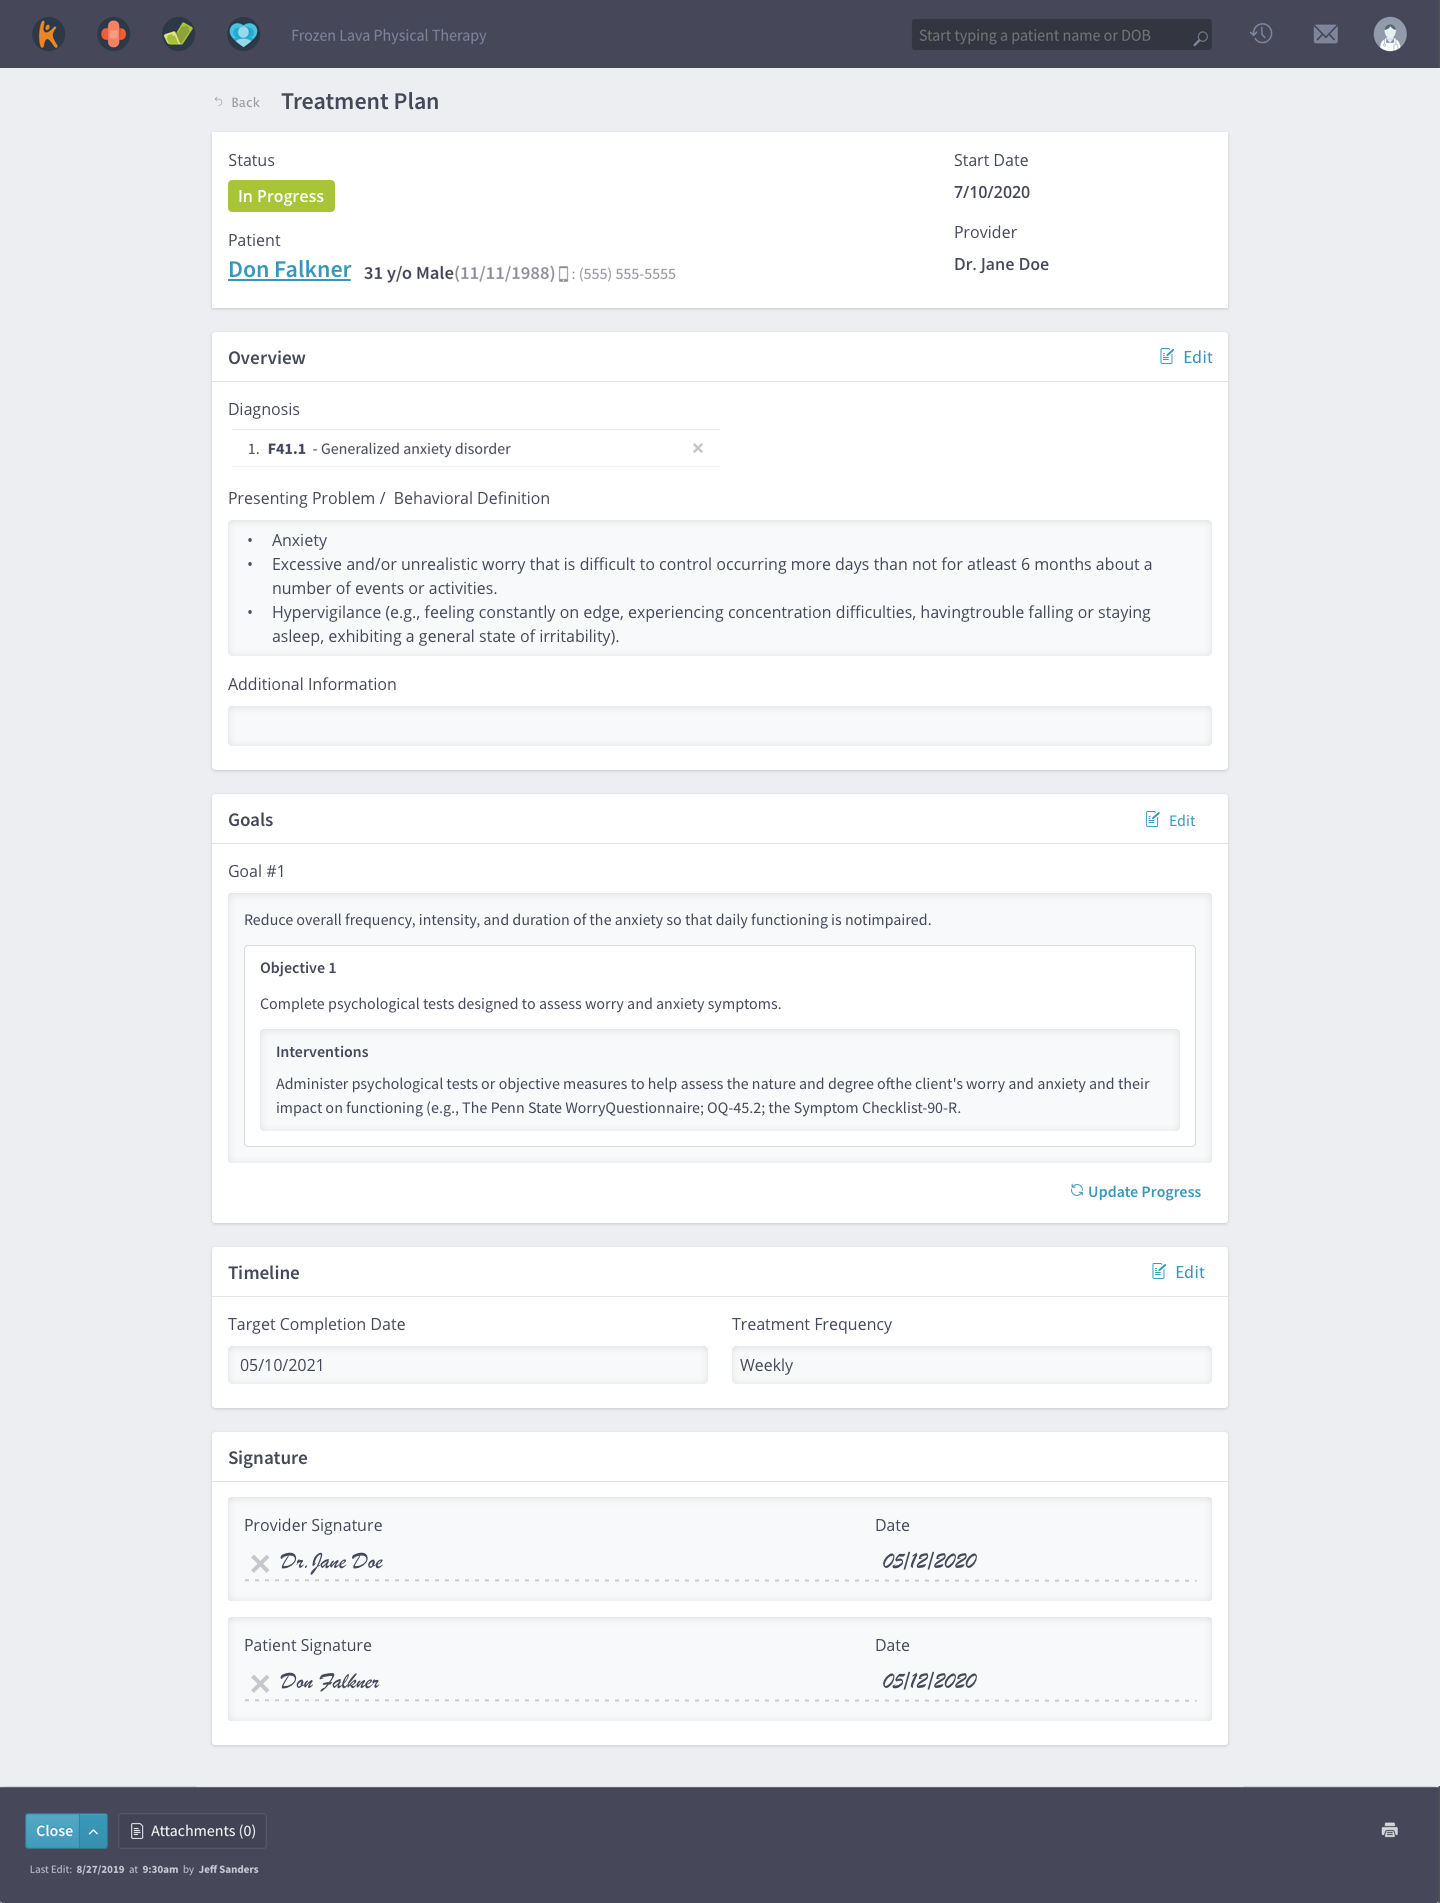 Frozen Lava Physical Therapy
Start typing a patient name or DOB
Back
Treatment Plan
Status
In Progress
Patient
Don Falkner 31 y/o Male(11/11/1988) : (555) 555-5555
Start Date
7/10/2020
Provider
Dr. Jane Doe
Overview
Edit
Diagnosis
1. F41.1 - Generalized anxiety disorder
Presenting Problem / Behavioral Definition
• Anxiety
• Excessive and/or unrealistic worry that is difficult to control occurring more days than not for atleast 6 months about a
number of events or activities.
• Hypervigilance (e.g., feeling constantly on edge, experiencing concentration difficulties, havingtrouble falling or staying
asleep, exhibiting a general state of irritability).
Additional Information
Goals
Edit
Goal #1
Reduce overall frequency, intensity, and duration of the anxiety so that daily functioning is notimpaired.
Objective 1
Complete psychological tests designed to assess worry and anxiety symptoms.
Interventions
Administer psychological tests or objective measures to help assess the nature and degree ofthe client's worry and anxiety and their
impact on functioning (e.g., The Penn State WorryQuestionnaire; OQ-45.2; the Symptom Checklist-90-R.
Update Progress
Timeline
Edit
Target Completion Date
05/10/2021
Treatment Frequency
Weekly
Signature
Provider Signature
Dr. Jane Doe
Date
05/12/2020
Patient Signature
Don Falkner
Date
05/12/2020
Close
Attachments (0)
Last Edit: 8/27/2019 at 9:30am by Jeff Sanders